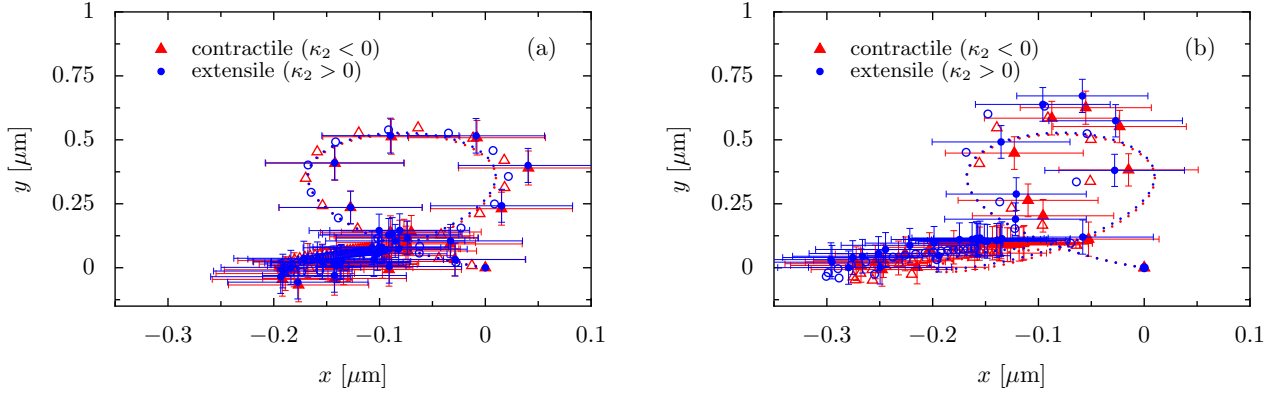 1
0.75
0.5
0.25
0
y [μm]
contractile (κ₂ < 0)
extensile (κ₂ > 0)
(a)
−0.3 −0.2 −0.1 0 0.1
x [μm]
1
0.75
0.5
0.25
0
y [μm]
contractile (κ₂ < 0)
extensile (κ₂ > 0)
(b)
−0.3 −0.2 −0.1 0 0.1
x [μm]